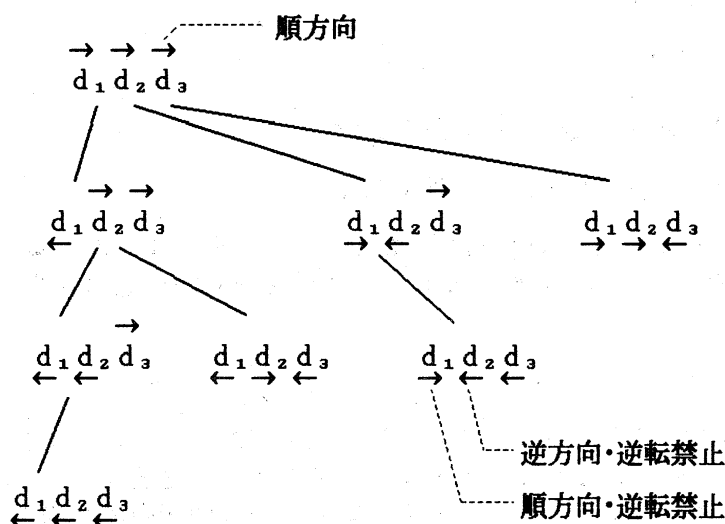 順方向
→ → →
d₁d₂d₃
→ →
d₁d₂d₃
←
→
d₁d₂d₃
→ ←
d₁d₂d₃
→ → ←
→
d₁d₂d₃
← ←
d₁d₂d₃
← → ←
d₁d₂d₃
→ ← ←
逆方向・逆転禁止
順方向・逆転禁止
d₁d₂d₃
← ← ←